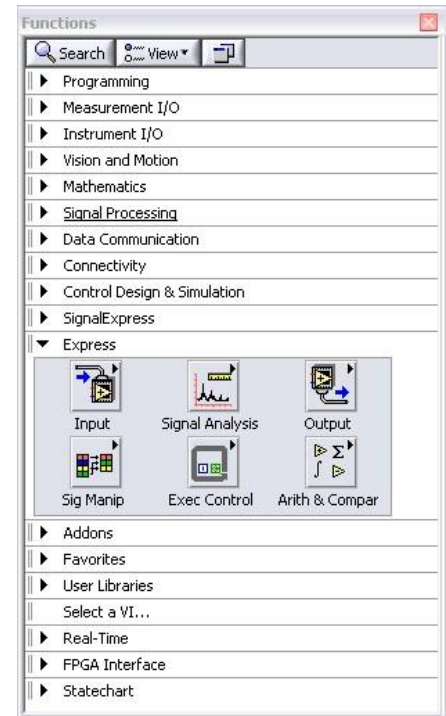 Functions
Search View
Programming
Measurement I/O
Instrument I/O
Vision and Motion
Mathematics
Signal Processing
Data Communication
Connectivity
Control Design & Simulation
SignalExpress
Express
Input Signal Analysis Output
Sig Manip Exec Control Arith & Compar
Addons
Favorites
User Libraries
Select a VI...
Real-Time
FPGA Interface
Statechart